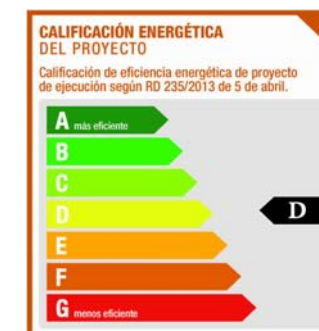 CALIFICACIÓN ENERGÉTICA
DEL PROYECTO
Calificación de eficiencia energética de proyecto
de ejecución según RD 235/2013 de 5 de abril.
A más eficiente
B
C
D
D
E
F
G menos eficiente